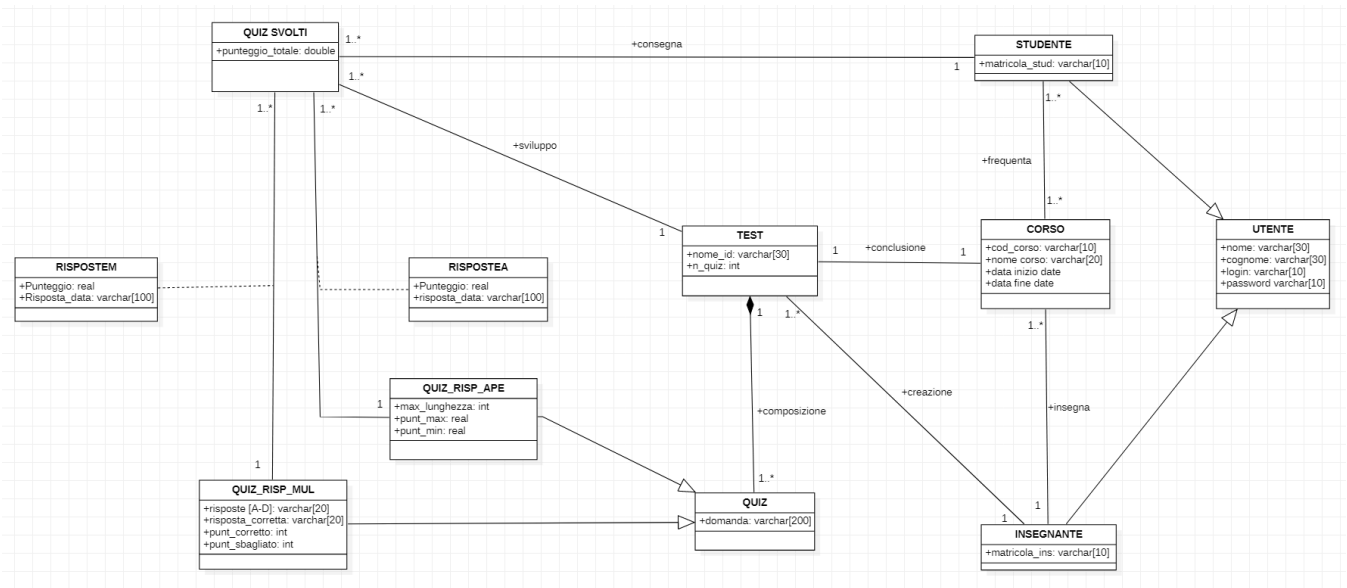 QUIZ SVOLTI
+punteggio_totale: double
1..*
+consegna
1
STUDENTE
+matricola_stud: varchar[10]
1..*
1..*
1..*
1..*
+sviluppo
+frequenta
1..*
1
TEST
+nome_id: varchar[30]
+n_quiz: int
1
+conclusione
1
CORSO
+cod_corso: varchar[10]
+nome corso: varchar[20]
+data inizio date
+data fine date
UTENTE
+nome: varchar[30]
+cognome: varchar[30]
+login: varchar[10]
+password varchar[10]
RISPOSTEM
+Punteggio: real
+Risposta_data: varchar[100]
RISPOSTEA
+Punteggio: real
+risposta_data: varchar[100]
1
1..*
1..*
QUIZ_RISP_APE
+max_lunghezza: int
+punt_max: real
+punt_min: real
1
+creazione
+composizione
+insegna
1
QUIZ_RISP_MUL
+risposte [A-D]: varchar[20]
+risposta_corretta: varchar[20]
+punt_corretto: int
+punt_sbagliato: int
1..*
QUIZ
+domanda: varchar[200]
1
1
INSEGNANTE
+matricola_ins: varchar[10]